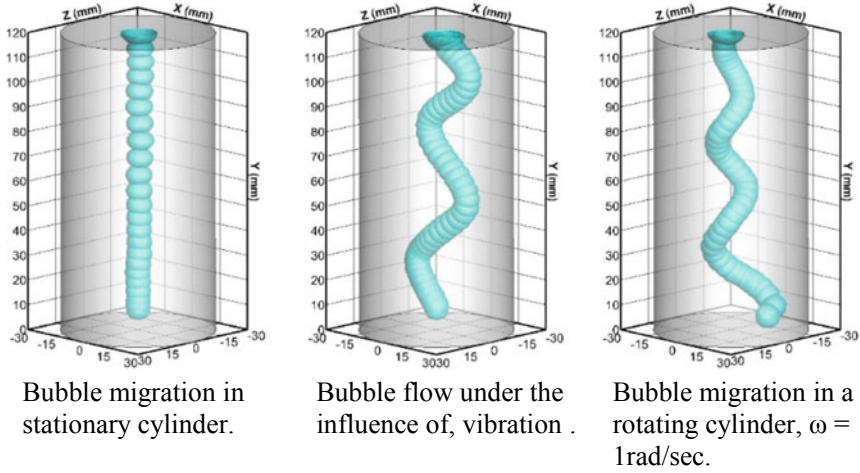 Z (mm)
X (mm)
120
110
100
90
80
70
60
50
40
30
20
10
0
Y (mm)
-30 -15 0 15 30
30 15 0 -15 -30
Bubble migration in
stationary cylinder.
Z (mm)
X (mm)
120
110
100
90
80
70
60
50
40
30
20
10
0
Y (mm)
-30 -15 0 15 30
30 15 0 -15 -30
Bubble flow under the
influence of, vibration .
Z (mm)
X (mm)
120
110
100
90
80
70
60
50
40
30
20
10
0
Y (mm)
-30 -15 0 15 30
30 15 0 -15 -30
Bubble migration in a
rotating cylinder, ω =
1rad/sec.